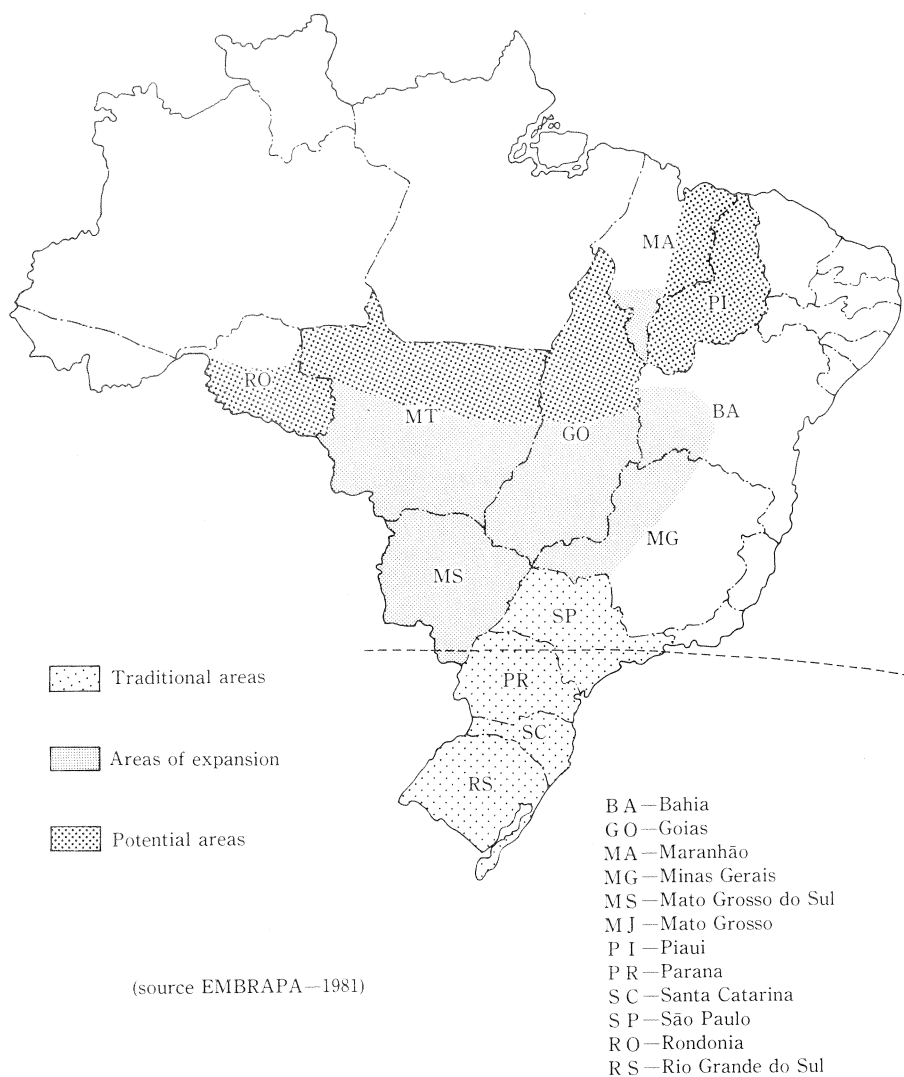 MA
PI
RO
MT
BA
GO
MG
MS
SP
PR
SC
RS
Traditional areas
Areas of expansion
Potential areas
BA—Bahia
GO—Goias
MA—Maranhão
MG—Minas Gerais
MS—Mato Grosso do Sul
MJ—Mato Grosso
PI—Piaui
PR—Parana
SC—Santa Catarina
SP—São Paulo
RO—Rondonia
RS—Rio Grande do Sul
(source EMBRAPA—1981)